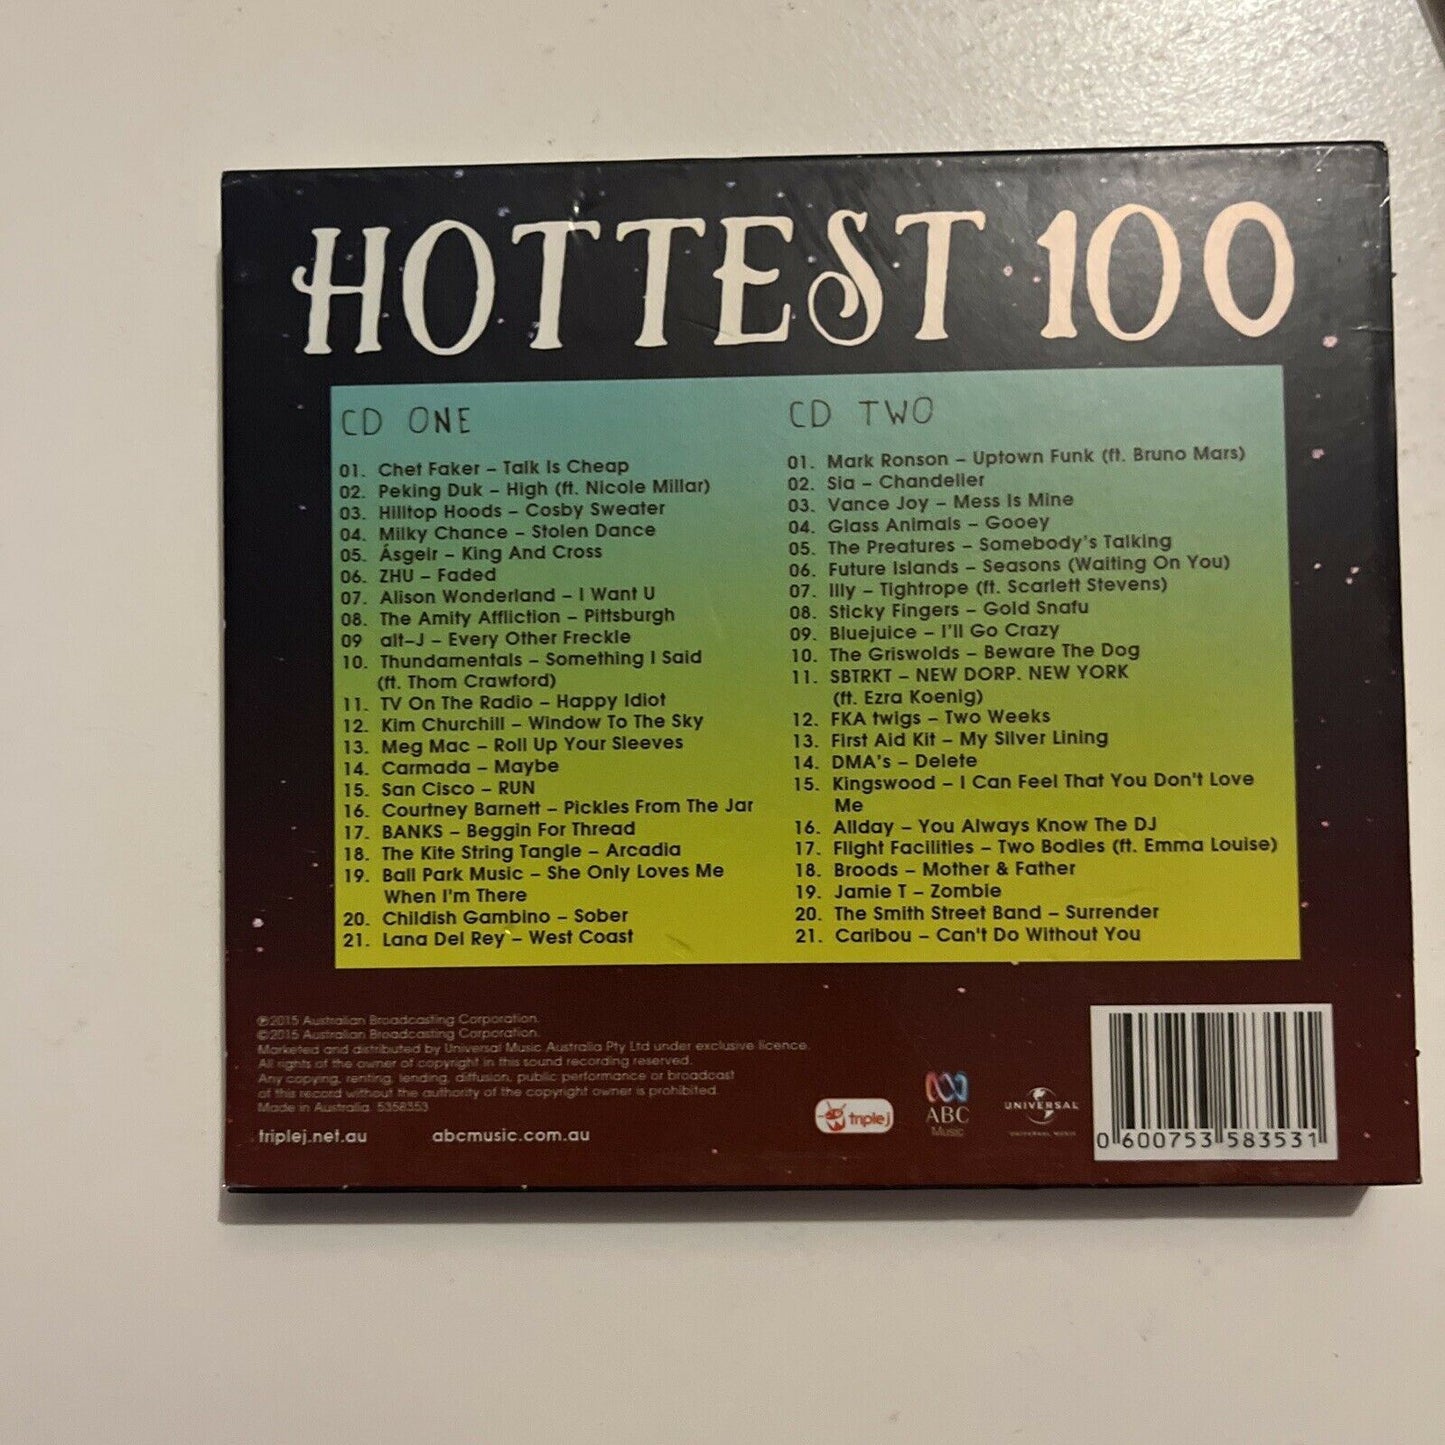 HOTTEST 100
CD ONE
01. Chet Faker – Talk Is Cheap
02. Peking Duk – High (ft. Nicole Millar)
03. Hilltop Hoods – Cosby Sweater
04. Milky Chance – Stolen Dance
05. Ásgeir – King And Cross
06. ZHU – Faded
07. Alison Wonderland – I Want U
08. The Amity Affliction – Pittsburgh
09 alt-J – Every Other Freckle
10. Thundamentals – Something I Said
(ft. Thom Crawford)
11. TV On The Radio – Happy Idiot
12. Kim Churchill – Window To The Sky
13. Meg Mac – Roll Up Your Sleeves
14. Carmada – Maybe
15. San Cisco – RUN
16. Courtney Barnett – Pickles From The Jar
17. BANKS – Beggin For Thread
18. The Kite String Tangle – Arcadia
19. Ball Park Music – She Only Loves Me
When I'm There
20. Childish Gambino – Sober
21. Lana Del Rey – West Coast
CD TWO
01. Mark Ronson – Uptown Funk (ft. Bruno Mars)
02. Sia – Chandelier
03. Vance Joy – Mess Is Mine
04. Glass Animals – Gooey
05. The Preatures – Somebody's Talking
06. Future Islands – Seasons (Waiting On You)
07. Illy – Tightrope (ft. Scarlett Stevens)
08. Sticky Fingers – Gold Snafu
09. Bluejuice – I'll Go Crazy
10. The Griswolds – Beware The Dog
11. SBTRKT – NEW DORP. NEW YORK
(ft. Ezra Koenig)
12. FKA twigs – Two Weeks
13. First Aid Kit – My Silver Lining
14. DMA's – Delete
15. Kingswood – I Can Feel That You Don't Love
Me
16. Allday – You Always Know The DJ
17. Flight Facilities – Two Bodies (ft. Emma Louise)
18. Broods – Mother & Father
19. Jamie T – Zombie
20. The Smith Street Band – Surrender
21. Caribou – Can't Do Without You
℗2015 Australian Broadcasting Corporation.
©2015 Australian Broadcasting Corporation.
Marketed and distributed by Universal Music Australia Pty Ltd under exclusive licence.
All rights of the owner of copyright in this sound recording reserved.
Any copying, renting, lending, diffusion, public performance or broadcast
of this record without the authority of the copyright owner is prohibited.
Made in Australia. 5358353
triplej.net.au abcmusic.com.au
triple j
ABC
Music
UNIVERSAL
UNIVERSAL MUSIC
0 600753 583531